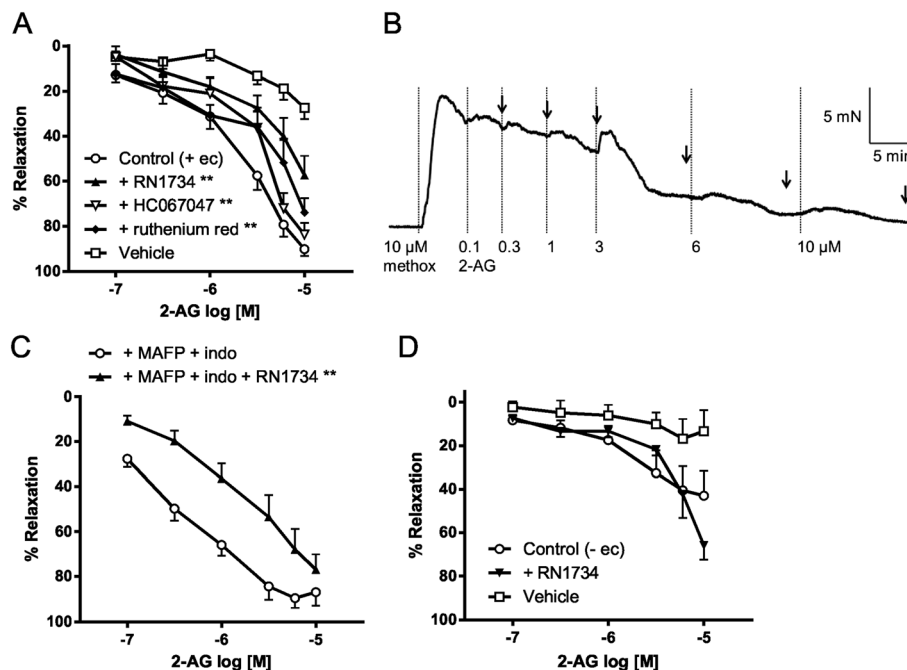 A
0
20
40
60
80
100
% Relaxation
Control (+ ec)
+ RN1734 **
+ HC067047 **
+ ruthenium red **
Vehicle
-7
-6
-5
2-AG log [M]
B
5 mN
5 min
10 µM
methox
0.1
2-AG
0.3
1
3
6
10 µM
C
+ MAFP + indo
+ MAFP + indo + RN1734 **
0
20
40
60
80
100
% Relaxation
-7
-6
-5
2-AG log [M]
D
0
20
40
60
80
100
% Relaxation
Control (- ec)
+ RN1734
Vehicle
-7
-6
-5
2-AG log [M]